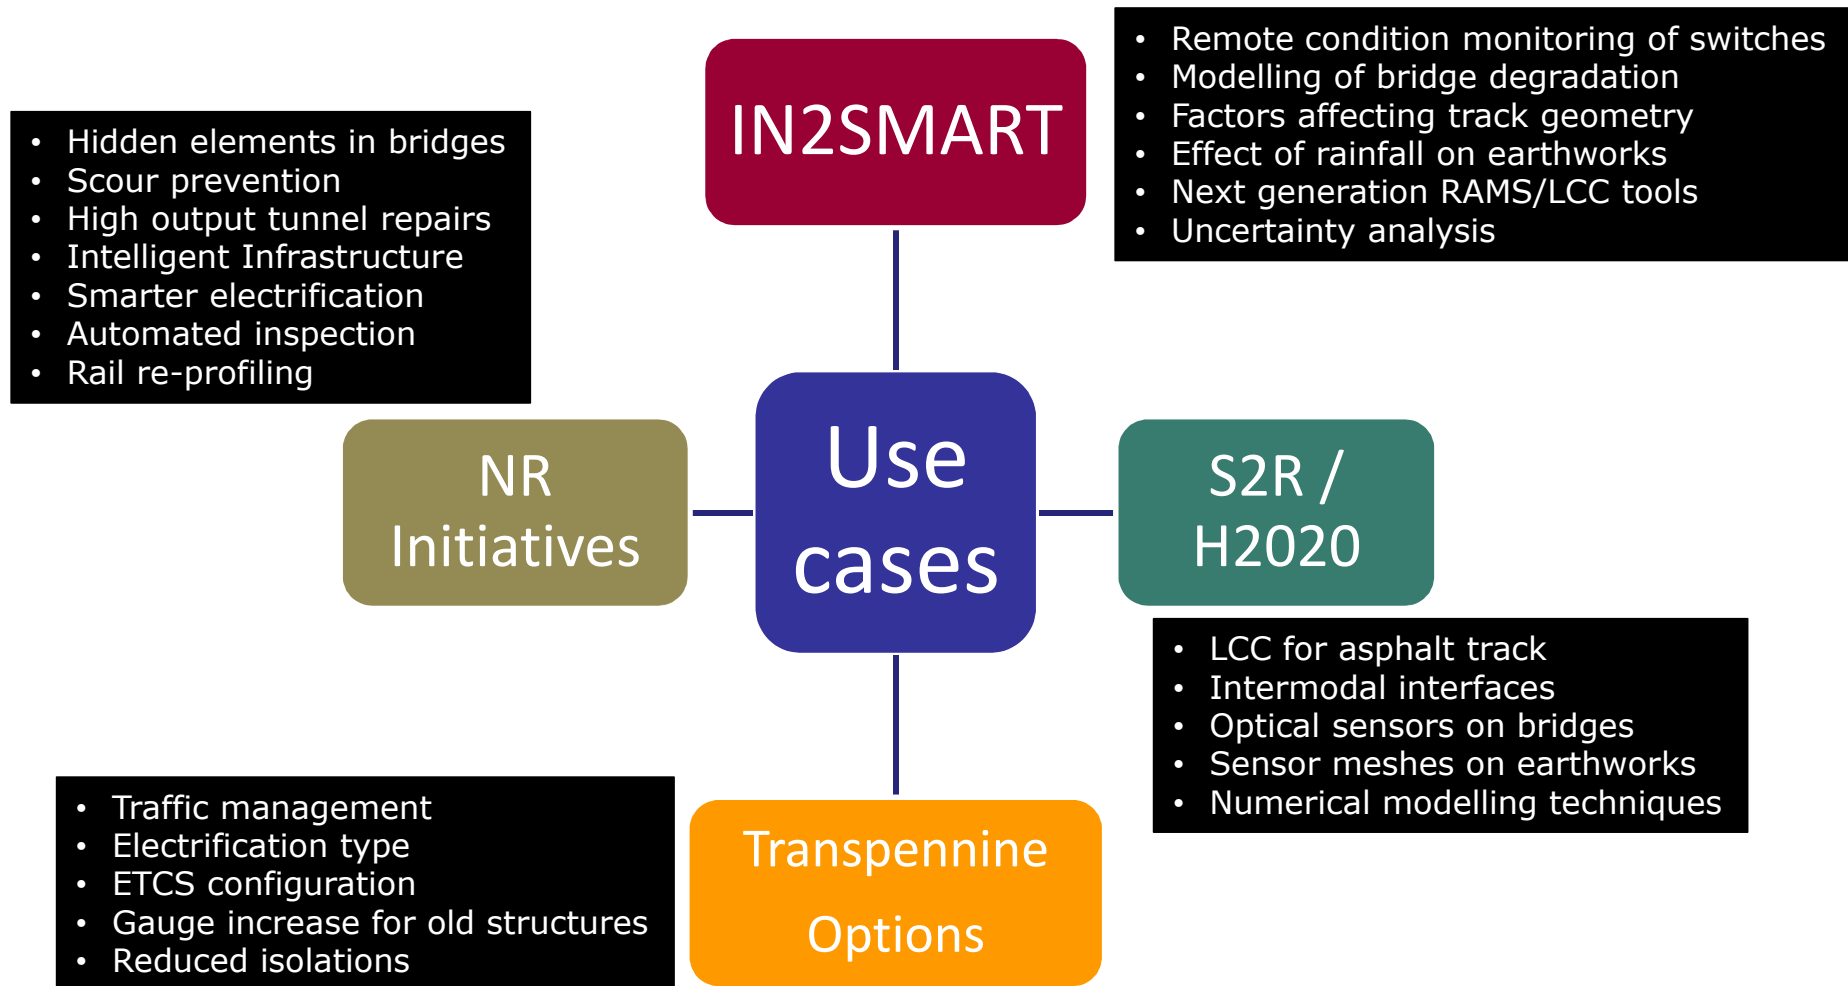 IN2SMART
• Remote condition monitoring of switches
• Modelling of bridge degradation
• Factors affecting track geometry
• Effect of rainfall on earthworks
• Next generation RAMS/LCC tools
• Uncertainty analysis
• Hidden elements in bridges
• Scour prevention
• High output tunnel repairs
• Intelligent Infrastructure
• Smarter electrification
• Automated inspection
• Rail re-profiling
NR
Initiatives
Use
cases
S2R /
H2020
• LCC for asphalt track
• Intermodal interfaces
• Optical sensors on bridges
• Sensor meshes on earthworks
• Numerical modelling techniques
• Traffic management
• Electrification type
• ETCS configuration
• Gauge increase for old structures
• Reduced isolations
Transpennine
Options